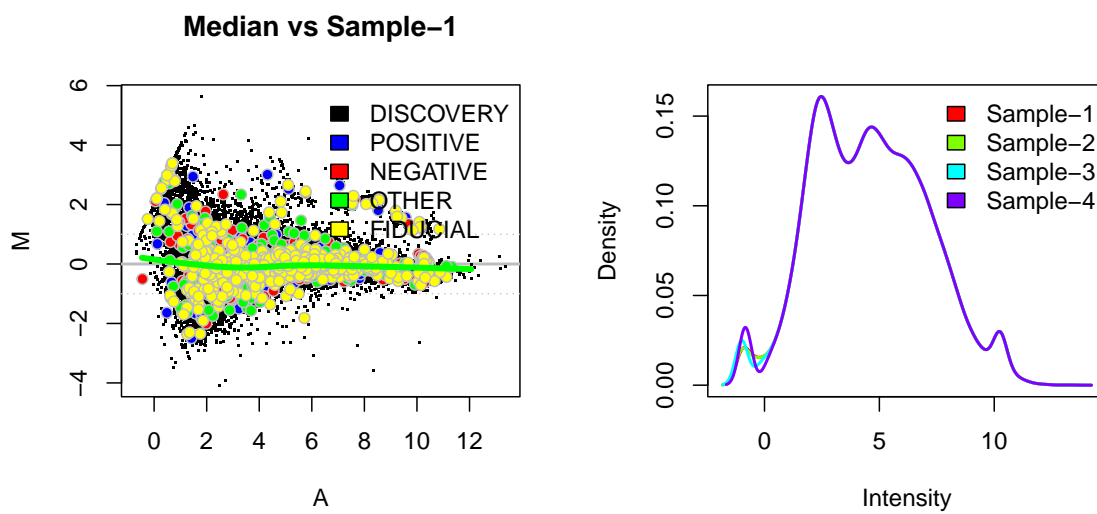 Median vs Sample−1
6
4
2
0
−2
−4
M
0 2 4 6 8 10 12
A
DISCOVERY
POSITIVE
NEGATIVE
OTHER
FIDUCIAL
0.15
0.10
0.05
0.00
Density
0 5 10
Intensity
Sample−1
Sample−2
Sample−3
Sample−4